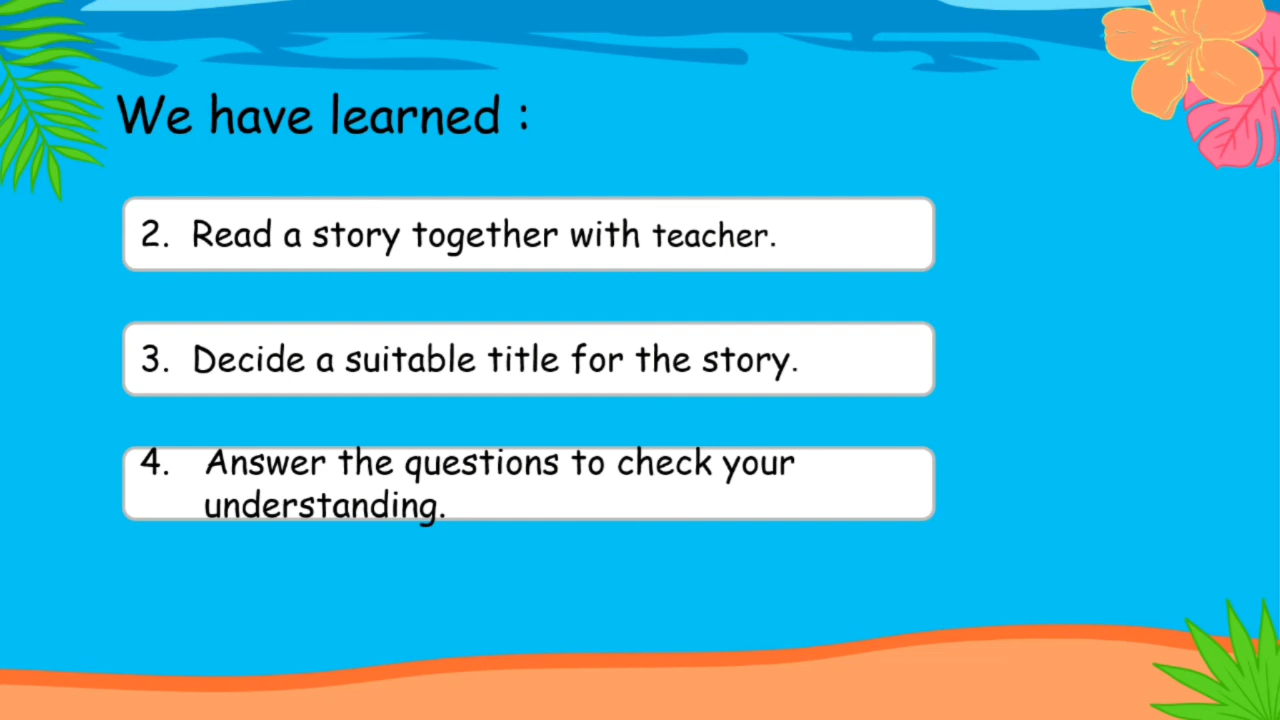 We have learned :
2. Read a story together with teacher.
3. Decide a suitable title for the story.
4. Answer the questions to check your
understanding.